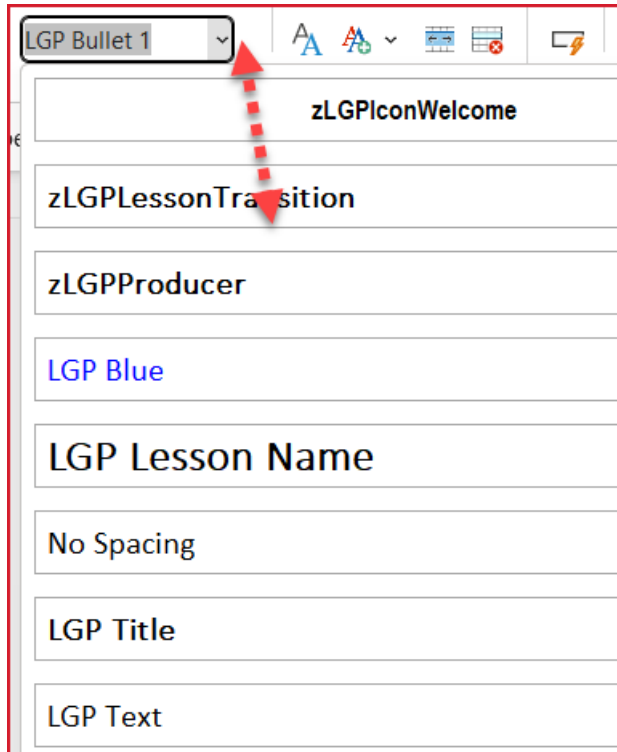 LGP Bullet 1
zLGPIconWelcome
zLGPLessonTransition
zLGPProducer
LGP Blue
LGP Lesson Name
No Spacing
LGP Title
LGP Text